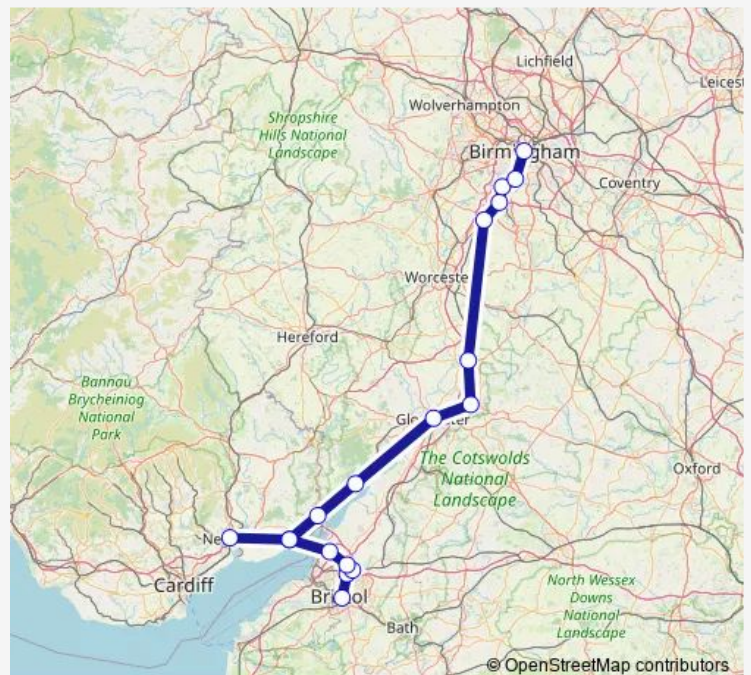 Lichfield
Leicest
Wolverhampton
Shropshire
Hills National
Landscape
Birm gham
Coventry
Worceste
Hereford
Bannau
Brycheiniog
National
Park
Glo ter
The Cotswolds
National
Landscape
Oxford
Ne
Cardiff
Br ol
North Wessex
Downs
National
Landscape
Bath
© OpenStreetMap contributors